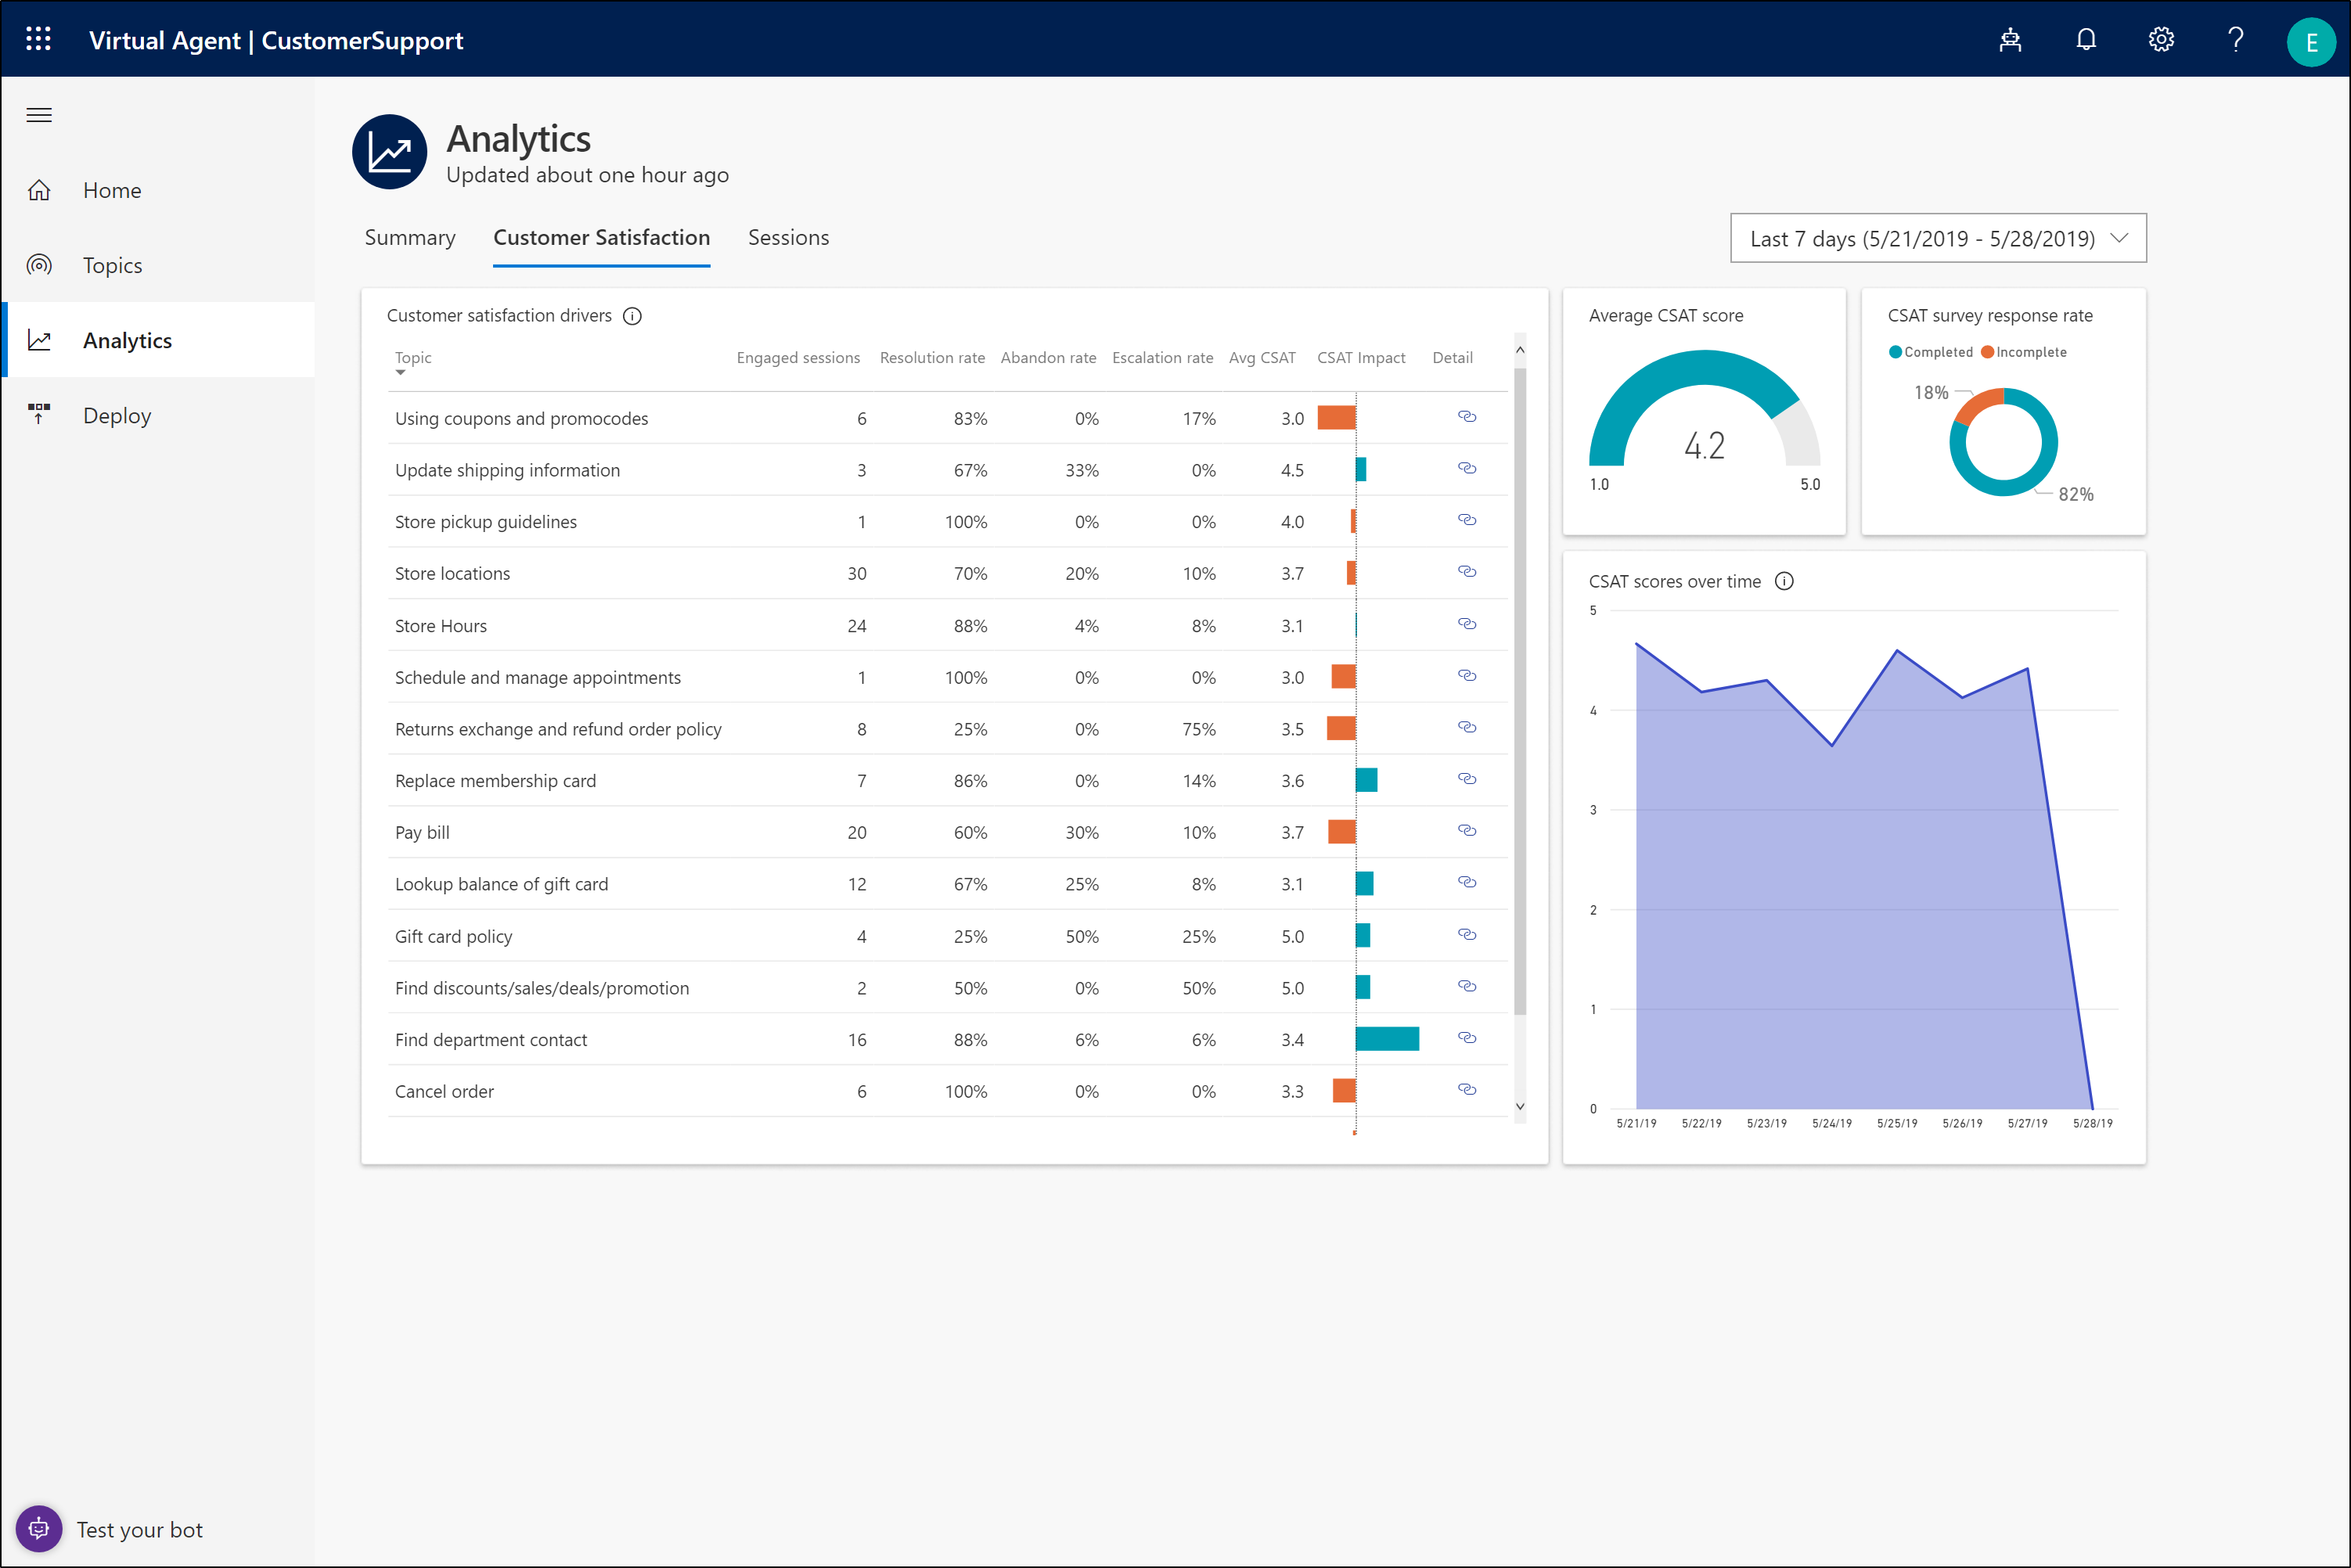 Virtual Agent | CustomerSupport
E
Home
Topics
Analytics
Deploy
Test your bot
Analytics
Updated about one hour ago
Summary Customer Satisfaction Sessions
Last 7 days (5/21/2019 - 5/28/2019)
Customer satisfaction drivers
Topic Engaged sessions Resolution rate Abandon rate Escalation rate Avg CSAT CSAT Impact Detail
Using coupons and promocodes 6 83% 0% 17% 3.0
Update shipping information 3 67% 33% 0% 4.5
Store pickup guidelines 1 100% 0% 0% 4.0
Store locations 30 70% 20% 10% 3.7
Store Hours 24 88% 4% 8% 3.1
Schedule and manage appointments 1 100% 0% 0% 3.0
Returns exchange and refund order policy 8 25% 0% 75% 3.5
Replace membership card 7 86% 0% 14% 3.6
Pay bill 20 60% 30% 10% 3.7
Lookup balance of gift card 12 67% 25% 8% 3.1
Gift card policy 4 25% 50% 25% 5.0
Find discounts/sales/deals/promotion 2 50% 0% 50% 5.0
Find department contact 16 88% 6% 6% 3.4
Cancel order 6 100% 0% 0% 3.3
Average CSAT score
4.2
1.0 5.0
CSAT survey response rate
Completed Incomplete
18%
82%
CSAT scores over time
5
4
3
2
1
0
5/21/19 5/22/19 5/23/19 5/24/19 5/25/19 5/26/19 5/27/19 5/28/19